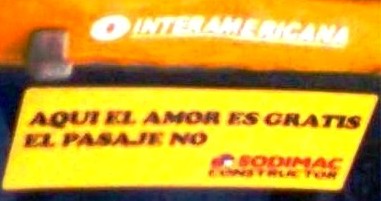 INTERAMERICANA
AQUI EL AMOR ES GRATIS
EL PASAJE NO
SODIMAC
CONSTRUCTOR